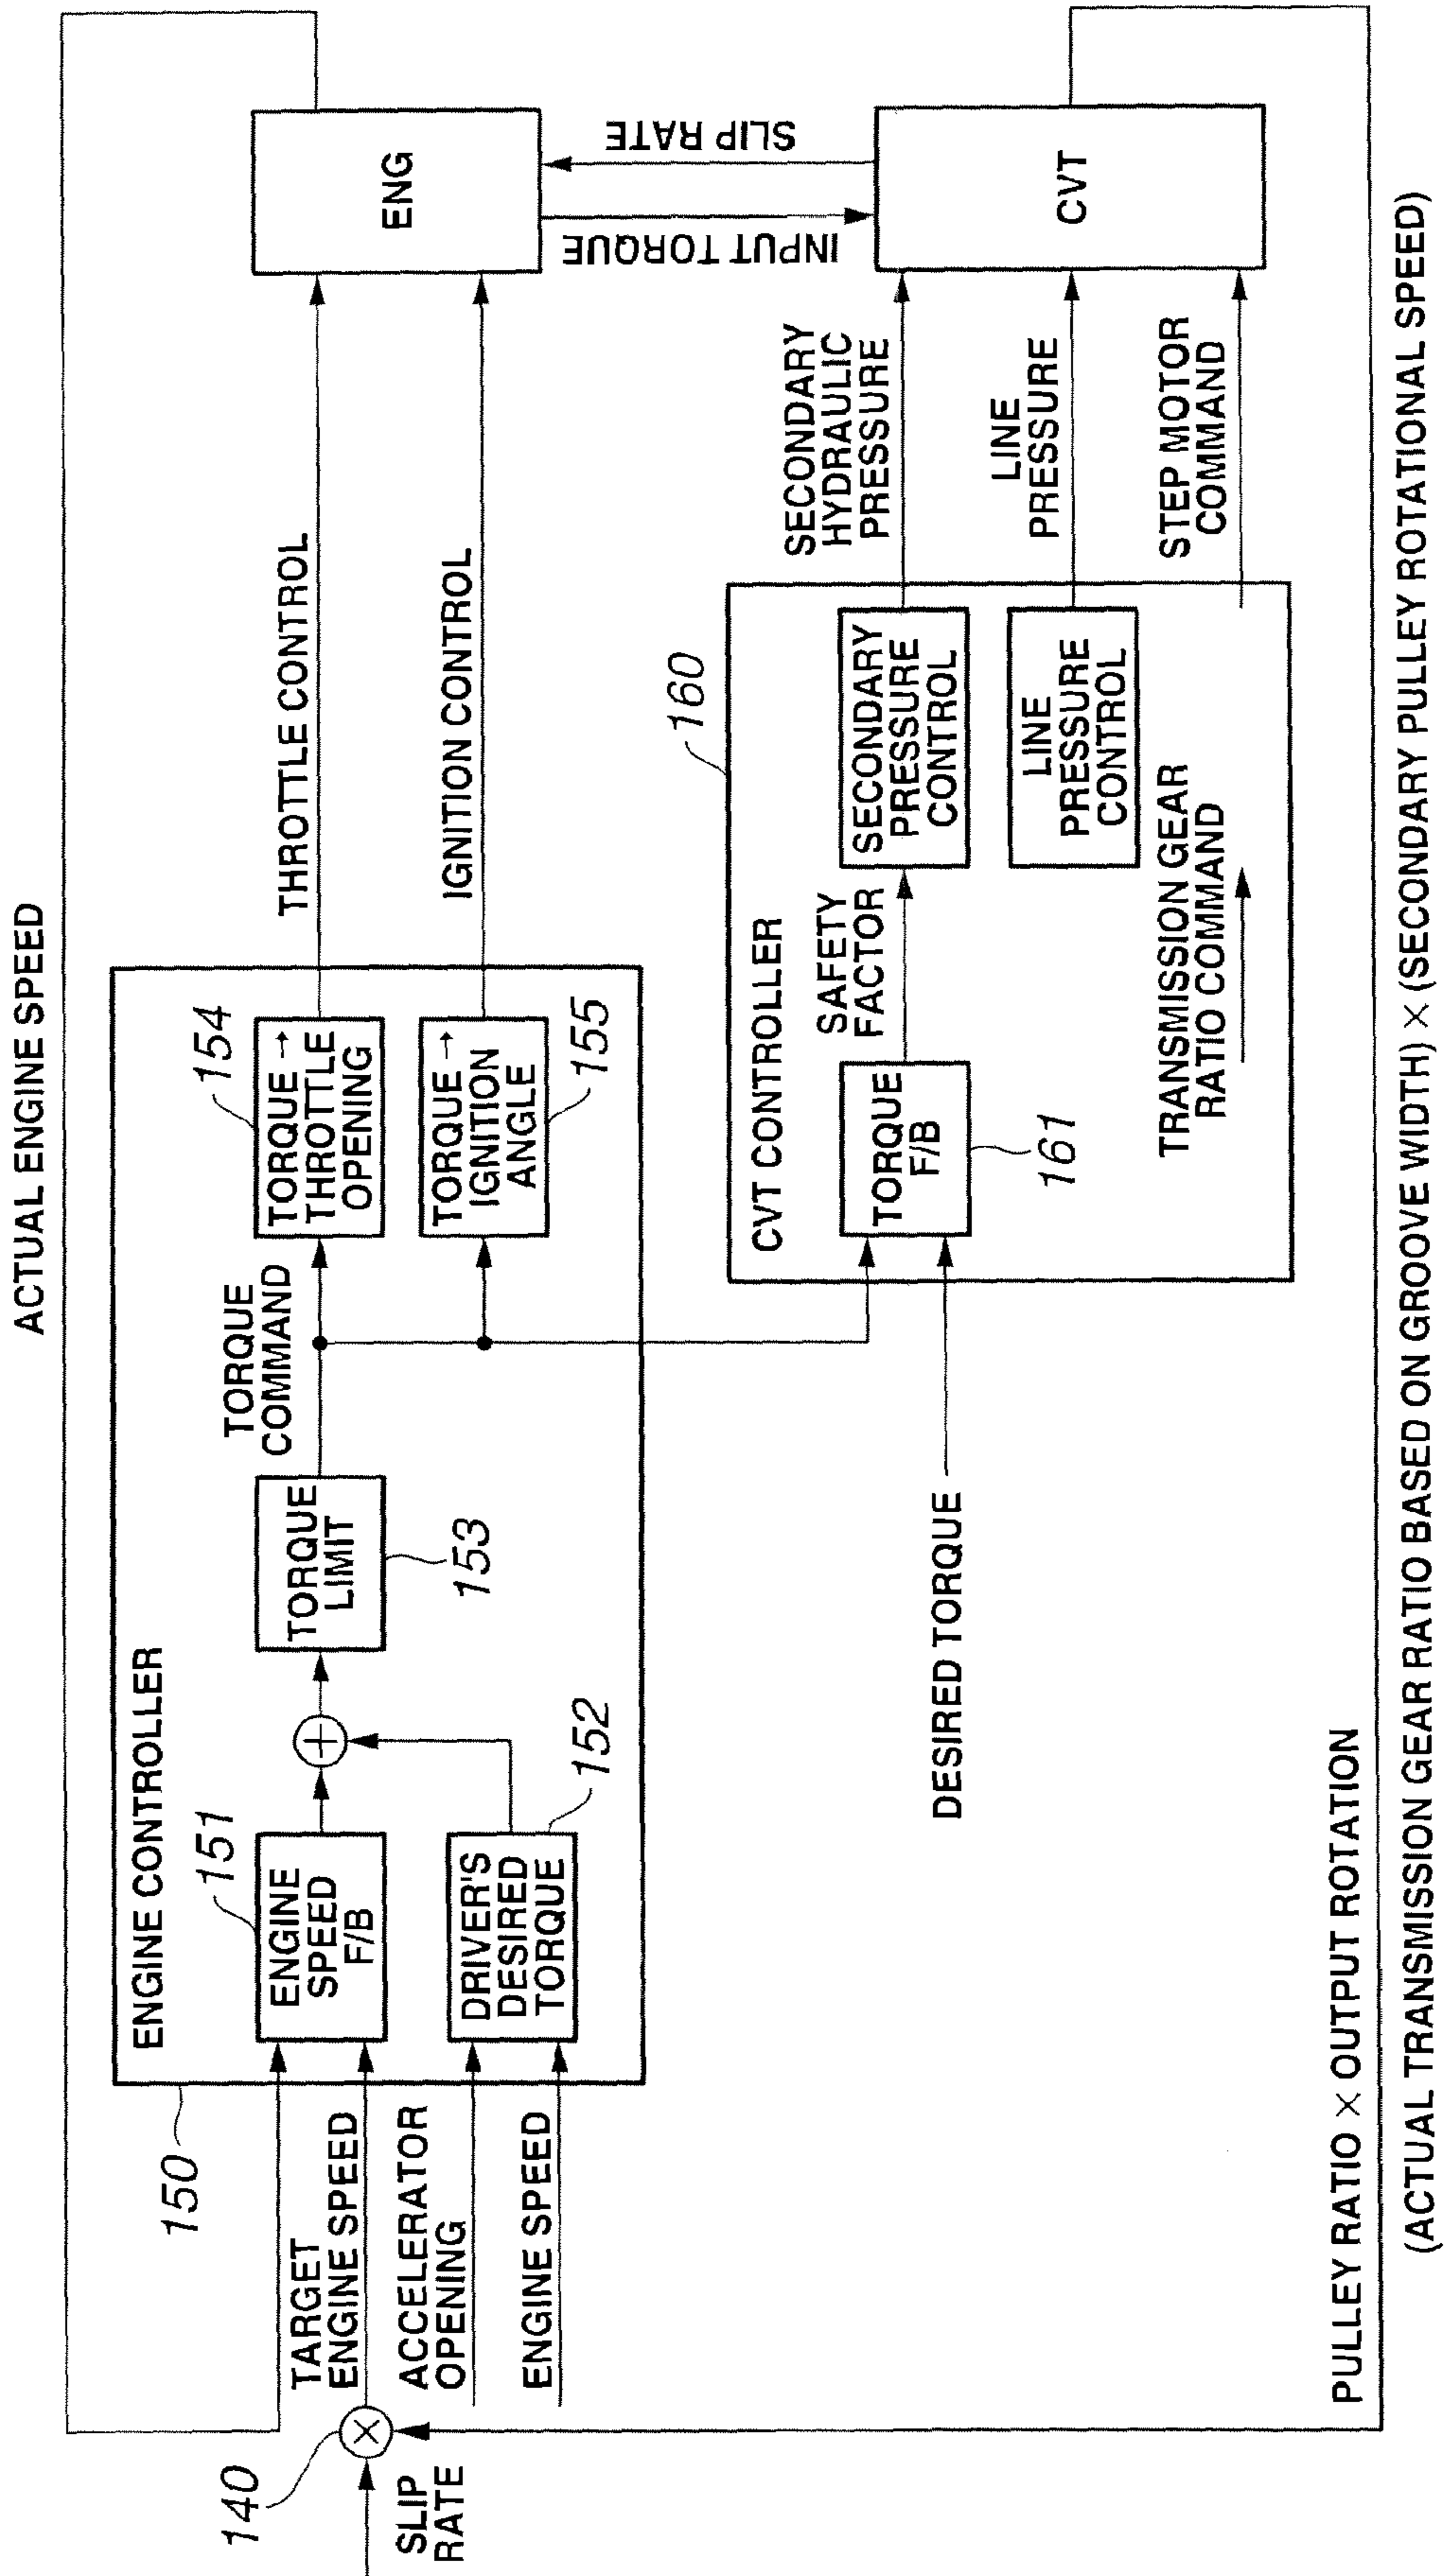 ACTUAL ENGINE SPEED
ENGINE CONTROLLER
150
140
SLIP
RATE
TARGET
ENGINE SPEED
ACCELERATOR
OPENING
ENGINE SPEED
151
ENGINE
SPEED
F/B
152
DRIVER'S
DESIRED
TORQUE
TORQUE
LIMIT
153
TORQUE
COMMAND
154
TORQUE→
THROTTLE
OPENING
TORQUE→
IGNITION
ANGLE
155
THROTTLE CONTROL
IGNITION CONTROL
ENG
INPUT TORQUE
SLIP RATE
CVT
DESIRED TORQUE
CVT CONTROLLER
160
TORQUE
F/B
161
SAFETY
FACTOR
SECONDARY
PRESSURE
CONTROL
LINE
PRESSURE
CONTROL
TRANSMISSION GEAR
RATIO COMMAND
SECONDARY
HYDRAULIC
PRESSURE
LINE
PRESSURE
STEP MOTOR
COMMAND
PULLEY RATIO × OUTPUT ROTATION
(ACTUAL TRANSMISSION GEAR RATIO BASED ON GROOVE WIDTH) × (SECONDARY PULLEY ROTATIONAL SPEED)